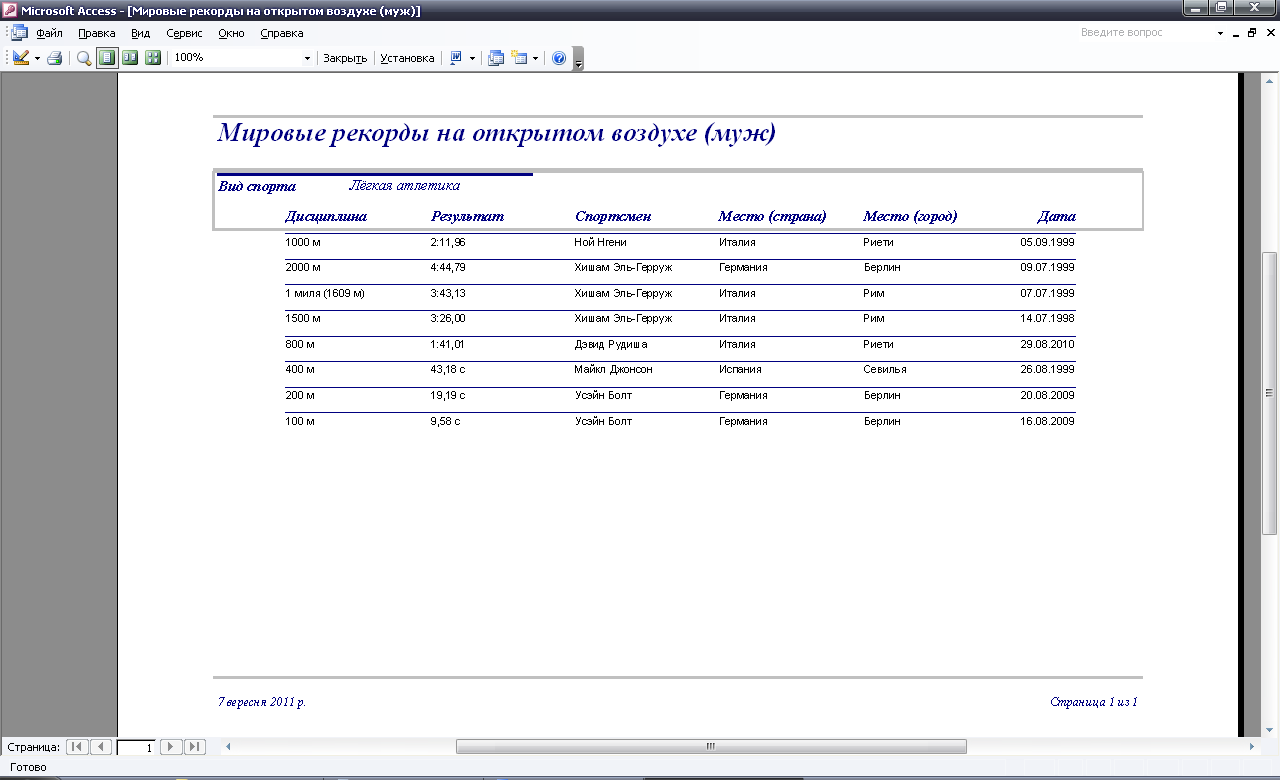 Microsoft Access - [Мировые рекорды на открытом воздухе (муж)]
Файл Правка Вид Сервис Окно Справка Введите вопрос
100% Закрыть Установка
Мировые рекорды на открытом воздухе (муж)
Вид спорта Лёгкая атлетика
Дисциплина Результат Спортсмен Место (страна) Место (город) Дата
1000 м 2:11,96 Ной Нгени Италия Риети 05.09.1999
2000 м 4:44,79 Хишам Эль-Герруж Германия Берлин 09.07.1999
1 миля (1609 м) 3:43,13 Хишам Эль-Герруж Италия Рим 07.07.1999
1500 м 3:26,00 Хишам Эль-Герруж Италия Рим 14.07.1998
800 м 1:41,01 Дэвид Рудиша Италия Риети 29.08.2010
400 м 43,18 с Майкл Джонсон Испания Севилья 26.08.1999
200 м 19,19 с Усэйн Болт Германия Берлин 20.08.2009
100 м 9,58 с Усэйн Болт Германия Берлин 16.08.2009
7 вересня 2011 р. Страница 1 из 1
Страница: 1
Готово